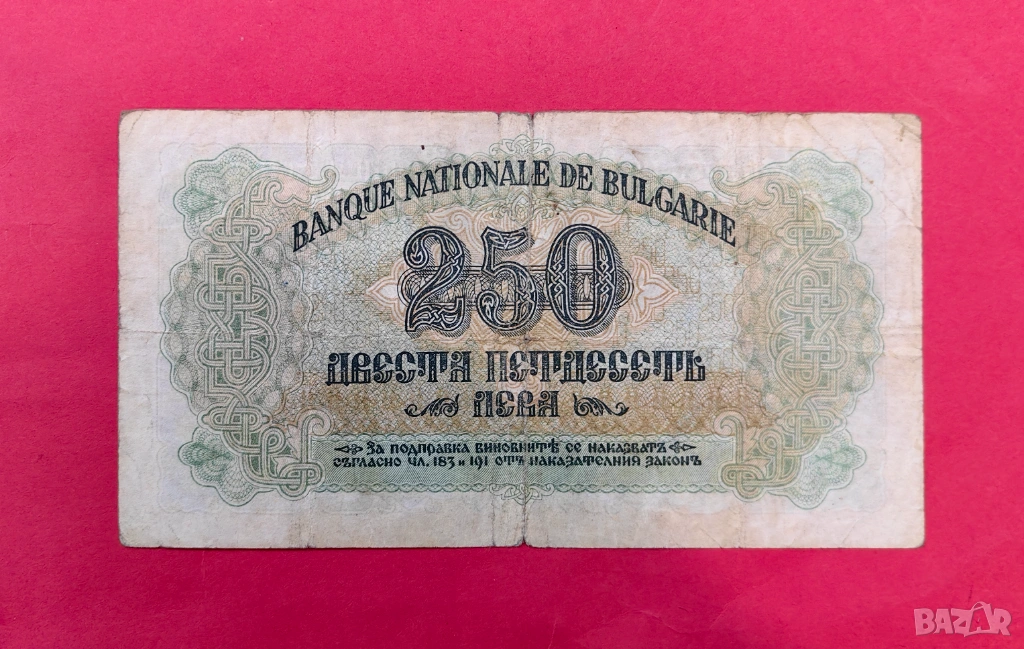 BANQUE NATIONALE DE BULGARIE
250
ДВЕСТА ПЕТДЕСЕТЬ
ЛЕВА
За подправка виновнитѣ се наказватъ
съгласно чл. 183 и 191 отъ наказателния законъ
BAZAR